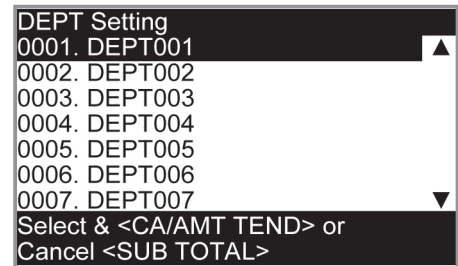 DEPT Setting
0001. DEPT001
0002. DEPT002
0003. DEPT003
0004. DEPT004
0005. DEPT005
0006. DEPT006
0007. DEPT007
Select & <CA/AMT TEND> or
Cancel <SUB TOTAL>